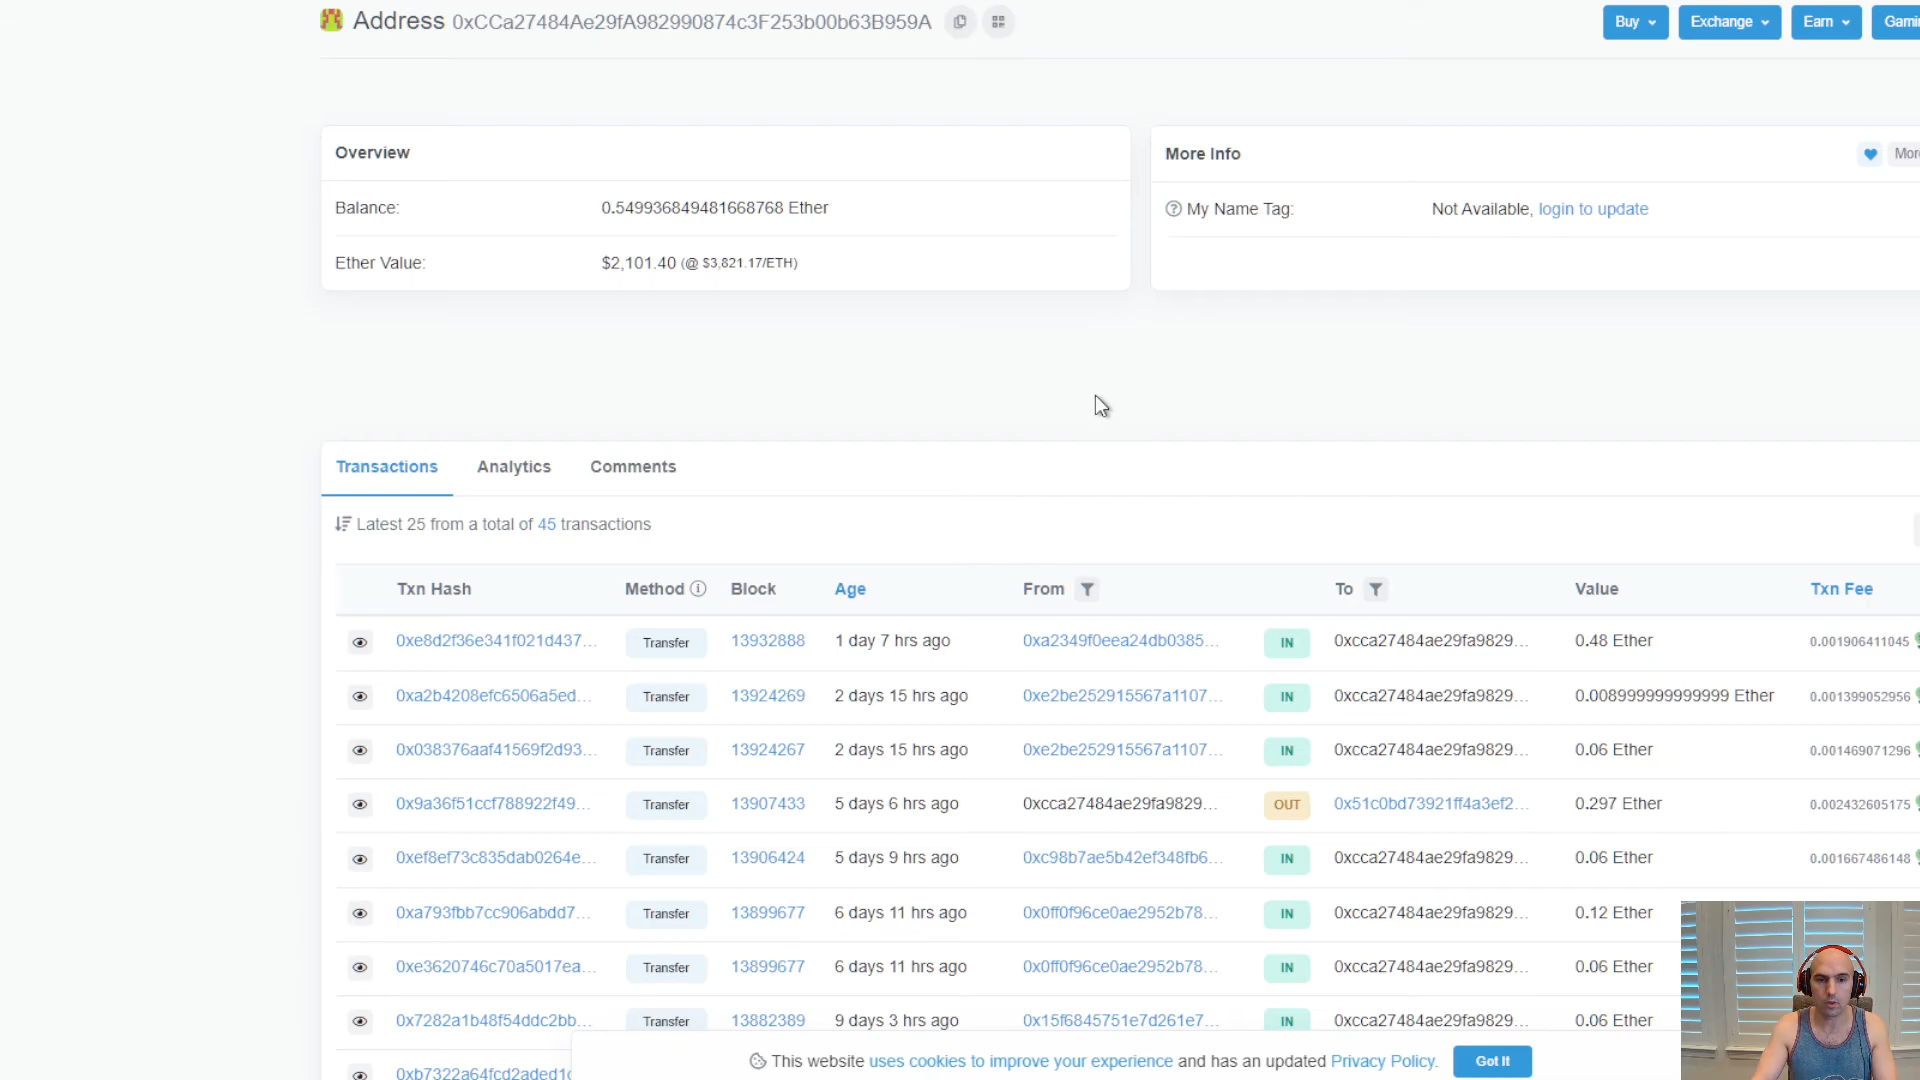 Address 0xCCa27484Ae29fA982990874c3F253b00b63B959A
Buy Exchange Earn Gami
Overview
Balance: 0.549936849481668768 Ether
Ether Value: $2,101.40 (@ $3,821.17/ETH)
More Info
Mor
My Name Tag: Not Available, login to update
Transactions Analytics Comments
Latest 25 from a total of 45 transactions
Txn Hash Method Block Age From To Value Txn Fee
0xe8d2f36e341f021d437... Transfer 13932888 1 day 7 hrs ago 0xa2349f0eea24db0385... IN 0xcca27484ae29fa9829... 0.48 Ether 0.001906411045
0xa2b4208efc6506a5ed... Transfer 13924269 2 days 15 hrs ago 0xe2be252915567a1107... IN 0xcca27484ae29fa9829... 0.008999999999999 Ether 0.001399052956
0x038376aaf41569f2d93... Transfer 13924267 2 days 15 hrs ago 0xe2be252915567a1107... IN 0xcca27484ae29fa9829... 0.06 Ether 0.001469071296
0x9a36f51ccf788922f49... Transfer 13907433 5 days 6 hrs ago 0xcca27484ae29fa9829... OUT 0x51c0bd73921ff4a3ef2... 0.297 Ether 0.002432605175
0xef8ef73c835dab0264e... Transfer 13906424 5 days 9 hrs ago 0xc98b7ae5b42ef348fb6... IN 0xcca27484ae29fa9829... 0.06 Ether 0.001667486148
0xa793fbb7cc906abdd7... Transfer 13899677 6 days 11 hrs ago 0x0ff0f96ce0ae2952b78... IN 0xcca27484ae29fa9829... 0.12 Ether
0xe3620746c70a5017ea... Transfer 13899677 6 days 11 hrs ago 0x0ff0f96ce0ae2952b78... IN 0xcca27484ae29fa9829... 0.06 Ether
0x7282a1b48f54ddc2bb... Transfer 13882389 9 days 3 hrs ago 0x15f6845751e7d261e7... IN 0xcca27484ae29fa9829... 0.06 Ether
This website uses cookies to improve your experience and has an updated Privacy Policy. Got It